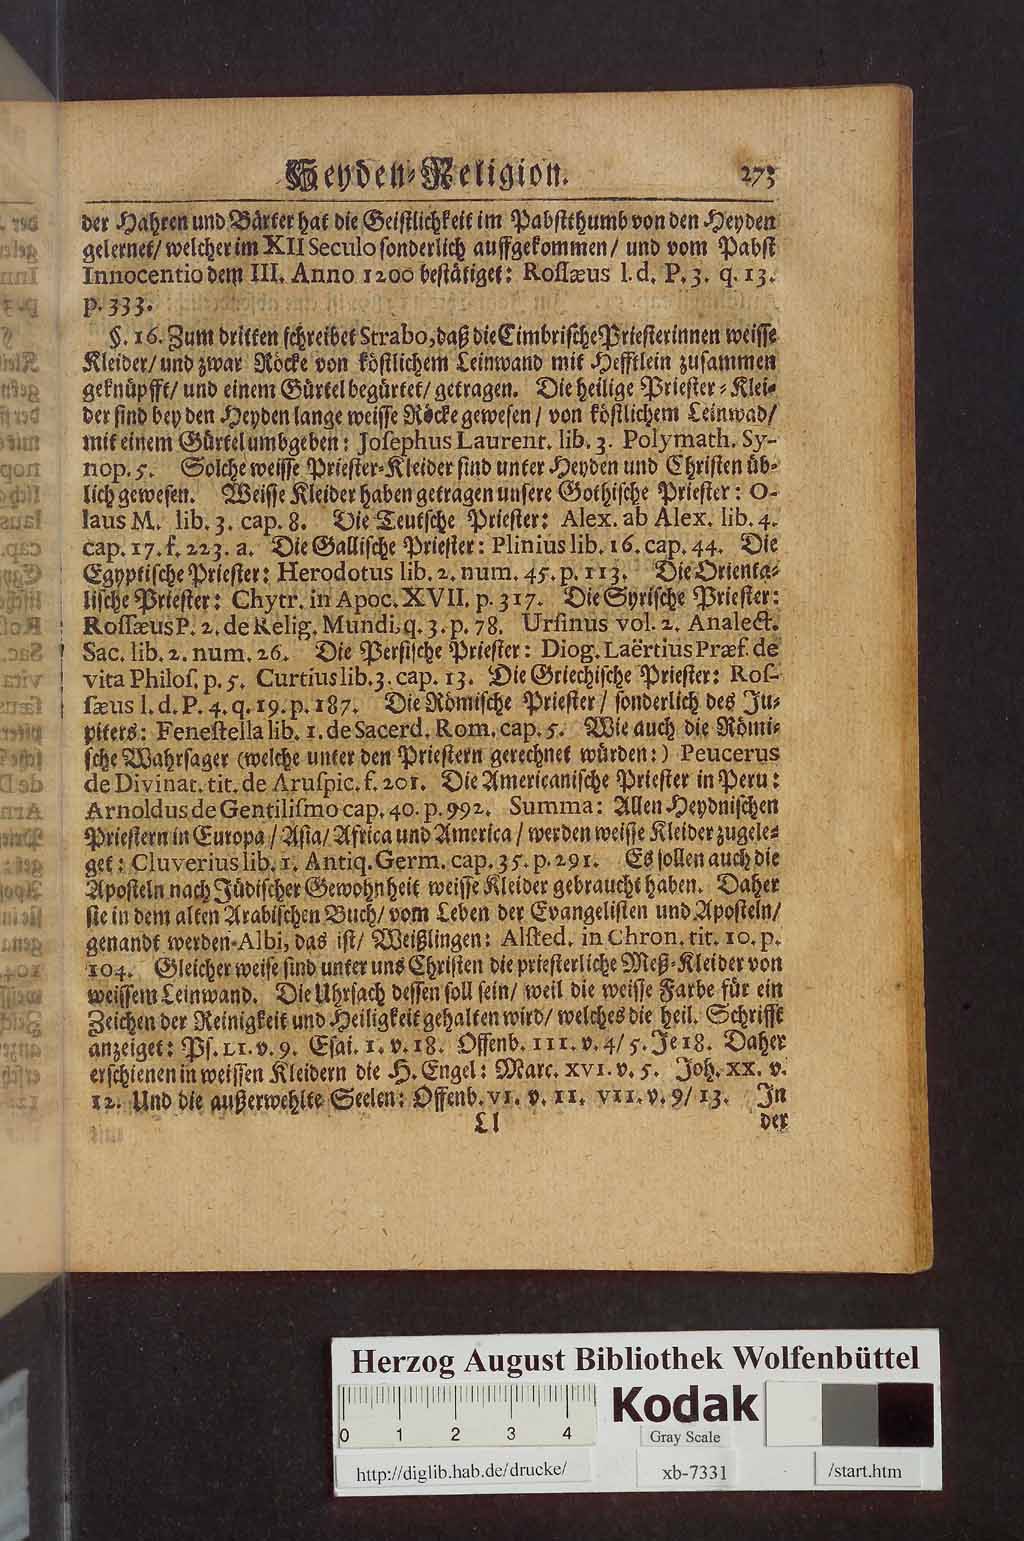 Heyden-Religion. 273
der Hahren und Bärter hat die Geistlichkeit im Pabstthumb von den Heyden
gelernet/ welcher im XII Seculo sonderlich auffgekommen/ und vom Pabst
Innocentio dem III. Anno 1200 bestätiget: Rossæus l. d. P. 3. q. 13.
p. 333.
§. 16. Zum dritten schreibet Strabo, daß die Cimbrische Priesterinnen weisse
Kleider/ und zwar Röcke von köstlichem Leinwand mit Hefftlein zusammen
geknüpfft/ und einem Gürtel begürtet/ getragen. Die heilige Priester-Klei-
der sind bey den Heyden lange weisse Röcke gewesen/ von köstlichem Leinwad/
mit einem Gürtel umbgeben: Josephus Laurent. lib. 3. Polymath. Sy-
nop. 5. Solche weisse Priester-Kleider sind unter Heyden und Christen üb-
lich gewesen. Weisse Kleider haben getragen unsere Gothische Priester: O-
laus M. lib. 3. cap. 8. Die Teutsche Priester: Alex. ab Alex. lib. 4.
cap. 17. f. 223. a. Die Gallische Priester: Plinius lib. 16. cap. 44. Die
Egyptische Priester: Herodotus lib. 2. num. 45. p. 113. Die Orienta-
lische Priester: Chytr. in Apoc. XVII. p. 317. Die Syrische Priester:
Rossæus P. 2. de Relig. Mundi, q. 3. p. 78. Ursinus vol. 2. Analect.
Sac. lib. 2. num. 26. Die Persische Priester: Diog. Laërtius Præf. de
vita Philos. p. 5. Curtius lib. 3. cap. 13. Die Griechische Priester: Ros-
sæus l. d. P. 4. q. 19. p. 187. Die Römische Priester/ sonderlich des Ju-
piters: Fenestella lib. 1. de Sacerd. Rom. cap. 5. Wie auch die Römi-
sche Wahrsager (welche unter den Priestern gerechnet würden:) Peucerus
de Divinat. tit. de Aruspic. f. 201. Die Americanische Priester in Peru:
Arnoldus de Gentilismo cap. 40. p. 992. Summa: Allen Heydnischen
Priestern in Europa/ Asia/ Africa und America/ werden weisse Kleider zugele-
get: Cluverius lib. 1. Antiq. Germ. cap. 35. p. 291. Es sollen auch die
Aposteln nach Jüdischer Gewohnheit weisse Kleider gebraucht haben. Daher
sie in dem alten Arabischen Buch/ vom Leben der Evangelisten und Aposteln/
genandt werden Albi, das ist/ Weißlingen: Alsted. in Chron. tit. 10. p.
104. Gleicher weise sind unter uns Christen die priesterliche Meß-Kleider von
weissem Leinwand. Die Uhrsach dessen soll sein/ weil die weisse Farbe für ein
Zeichen der Reinigkeit und Heiligkeit gehalten wird/ welches die heil. Schrifft
anzeiget: Ps. LI. v. 9. Esai. I. v. 18. Offenb. III. v. 4/ 5. Je 18. Daher
erschienen in weissen Kleidern die H. Engel: Marc. XVI. v. 5. Joh. XX. v.
12. Und die außerwehlte Seelen: Offenb. VI. v. 11. VII. v. 9/ 13. In
Ll der
Herzog August Bibliothek Wolfenbüttel
0 1 2 3 4 Kodak
Gray Scale
http://diglib.hab.de/drucke/ xb-7331 /start.htm